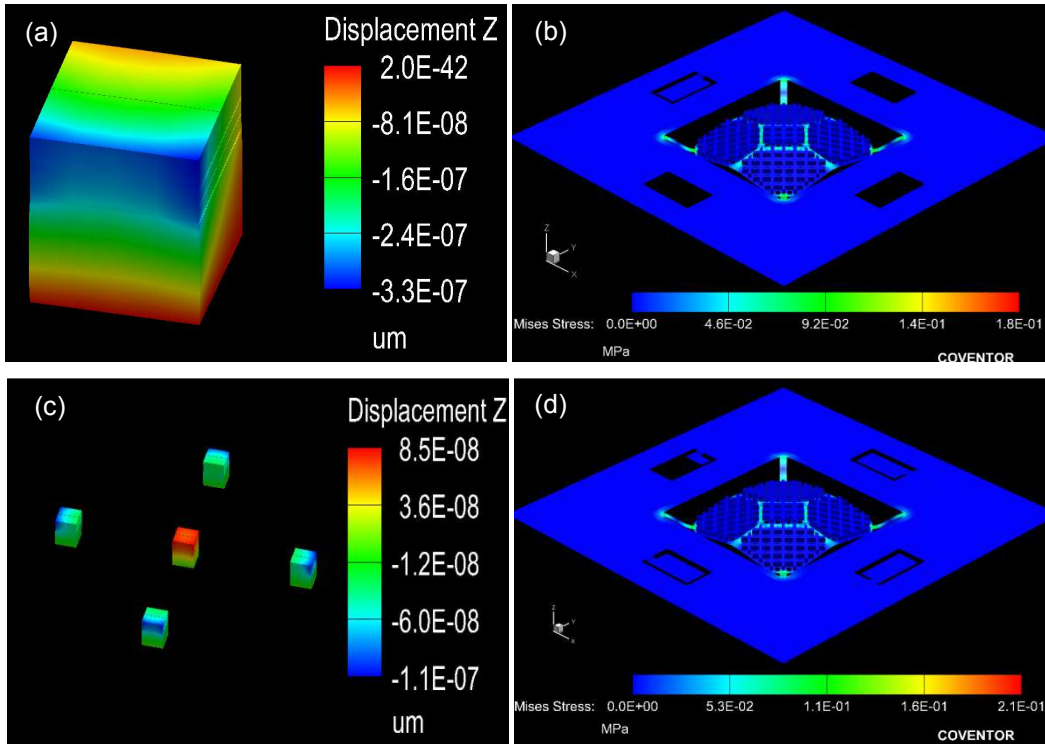 (a)
Displacement Z
2.0E-42
-8.1E-08
-1.6E-07
-2.4E-07
-3.3E-07
um
(b)
Z
Y
X
Mises Stress: 0.0E+00 4.6E-02 9.2E-02 1.4E-01 1.8E-01
MPa
COVENTOR
(c)
Displacement Z
8.5E-08
3.6E-08
-1.2E-08
-6.0E-08
-1.1E-07
um
(d)
Z
Y
X
Mises Stress: 0.0E+00 5.3E-02 1.1E-01 1.6E-01 2.1E-01
MPa
COVENTOR